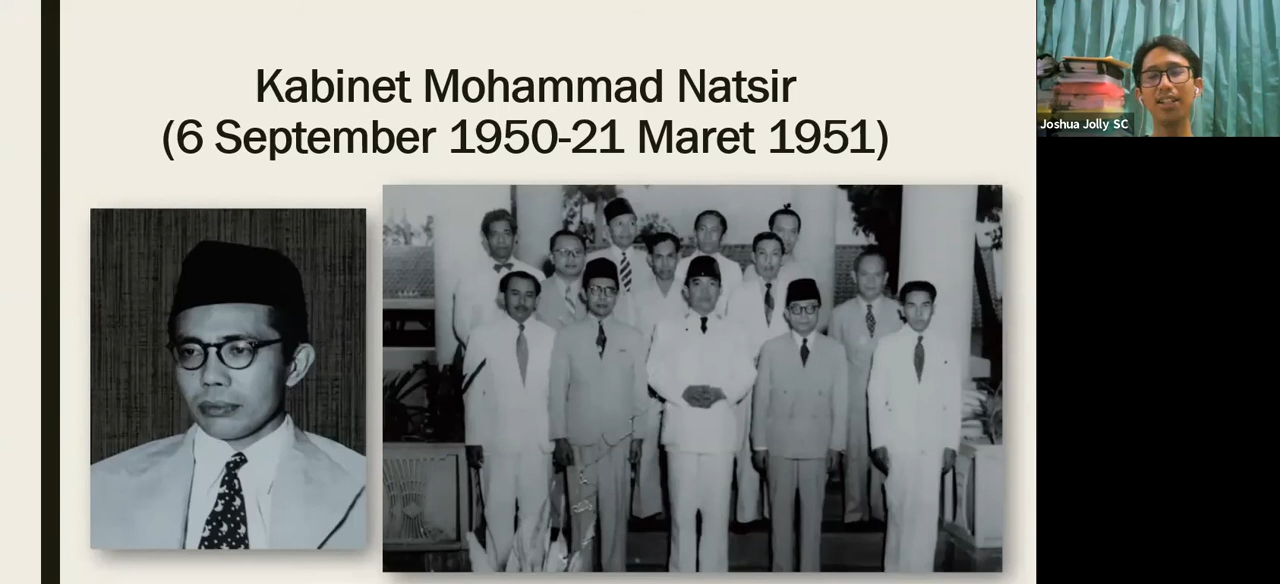 Kabinet Mohammad Natsir
(6 September 1950-21 Maret 1951)
Joshua Jolly SC